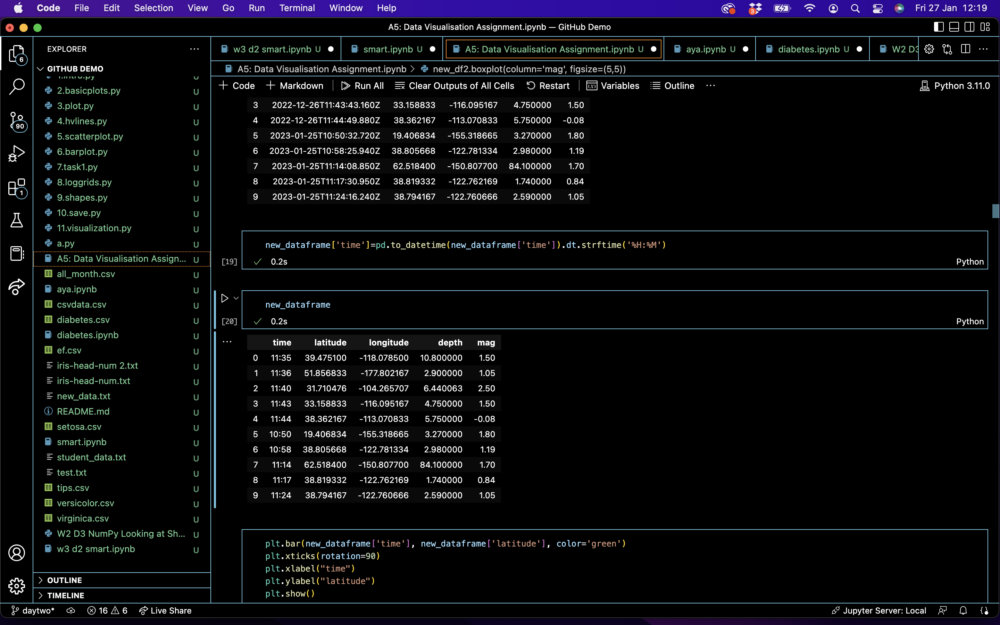 Code File Edit Selection View Go Run Terminal Window Help 3 Fri 27 Jan 12:19
A5: Data Visualisation Assignment.ipynb — GitHub Demo
EXPLORER ...
w3 d2 smart.ipynb U smart.ipynb U A5: Data Visualisation Assignment.ipynb U aya.ipynb U diabetes.ipynb U W2 D3
A5: Data Visualisation Assignment.ipynb > new_df2.boxplot(column='mag', figsize=(5,5))
+ Code + Markdown Run All Clear Outputs of All Cells Restart (x) Variables Outline ... Python 3.11.0
6
90
1
GITHUB DEMO
1.intro.py U
2.basicplots.py U
3.plot.py U
4.hvlines.py U
5.scatterplot.py U
6.barplot.py U
7.task1.py U
8.loggrids.py U
9.shapes.py U
10.save.py U
11.visualization.py U
a.py U
A5: Data Visualisation Assign... U
all_month.csv U
aya.ipynb U
csvdata.csv U
diabetes.csv U
diabetes.ipynb U
ef.csv U
iris-head-num 2.txt U
iris-head-num.txt U
new_data.txt U
README.md U
setosa.csv U
smart.ipynb U
student_data.txt U
test.txt U
tips.csv U
versicolor.csv U
virginica.csv U
W2 D3 NumPy Looking at Sh... U
w3 d2 smart.ipynb U
OUTLINE
TIMELINE
3 2022-12-26T11:43:43.160Z 33.158833 -116.095167 4.750000 1.50
4 2022-12-26T11:44:49.880Z 38.362167 -113.070833 5.750000 -0.08
5 2023-01-25T10:50:32.720Z 19.406834 -155.318665 3.270000 1.80
6 2023-01-25T10:58:25.940Z 38.805668 -122.781334 2.980000 1.19
7 2023-01-25T11:14:08.850Z 62.518400 -150.807700 84.100000 1.70
8 2023-01-25T11:17:30.950Z 38.819332 -122.762169 1.740000 0.84
9 2023-01-25T11:24:16.240Z 38.794167 -122.760666 2.590000 1.05
new_dataframe['time']=pd.to_datetime(new_dataframe['time']).dt.strftime('%H:%M')
[19] ✓ 0.2s Python
new_dataframe
[20] ✓ 0.2s Python
... time latitude longitude depth mag
0 11:35 39.475100 -118.078500 10.800000 1.50
1 11:36 51.856833 -177.802167 2.900000 1.05
2 11:40 31.710476 -104.265707 6.440063 2.50
3 11:43 33.158833 -116.095167 4.750000 1.50
4 11:44 38.362167 -113.070833 5.750000 -0.08
5 10:50 19.406834 -155.318665 3.270000 1.80
6 10:58 38.805668 -122.781334 2.980000 1.19
7 11:14 62.518400 -150.807700 84.100000 1.70
8 11:17 38.819332 -122.762169 1.740000 0.84
9 11:24 38.794167 -122.760666 2.590000 1.05
plt.bar(new_dataframe['time'], new_dataframe['latitude'], color='green')
plt.xticks(rotation=90)
plt.xlabel("time")
plt.ylabel("latitude")
plt.show()
daytwo* 16 6 Live Share Jupyter Server: Local